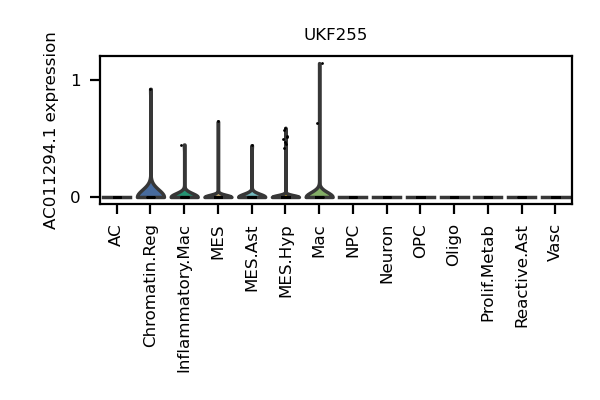 UKF255
AC011294.1 expression
1
0
AC
Chromatin.Reg
Inflammatory.Mac
MES
MES.Ast
MES.Hyp
Mac
NPC
Neuron
OPC
Oligo
Prolif.Metab
Reactive.Ast
Vasc